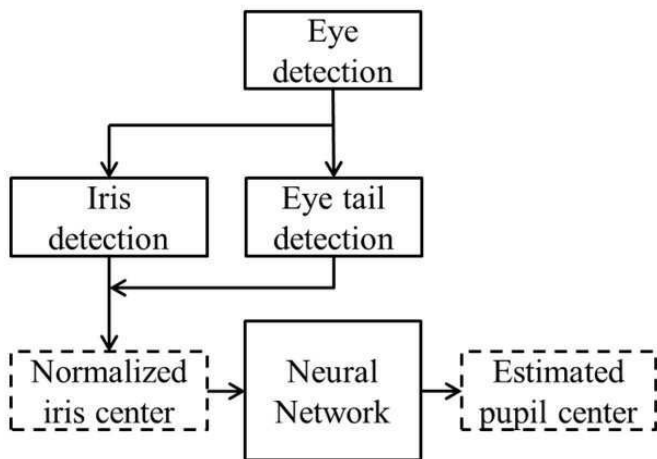 Eye
detection
Iris
detection
Eye tail
detection
Normalized
iris center
Neural
Network
Estimated
pupil center